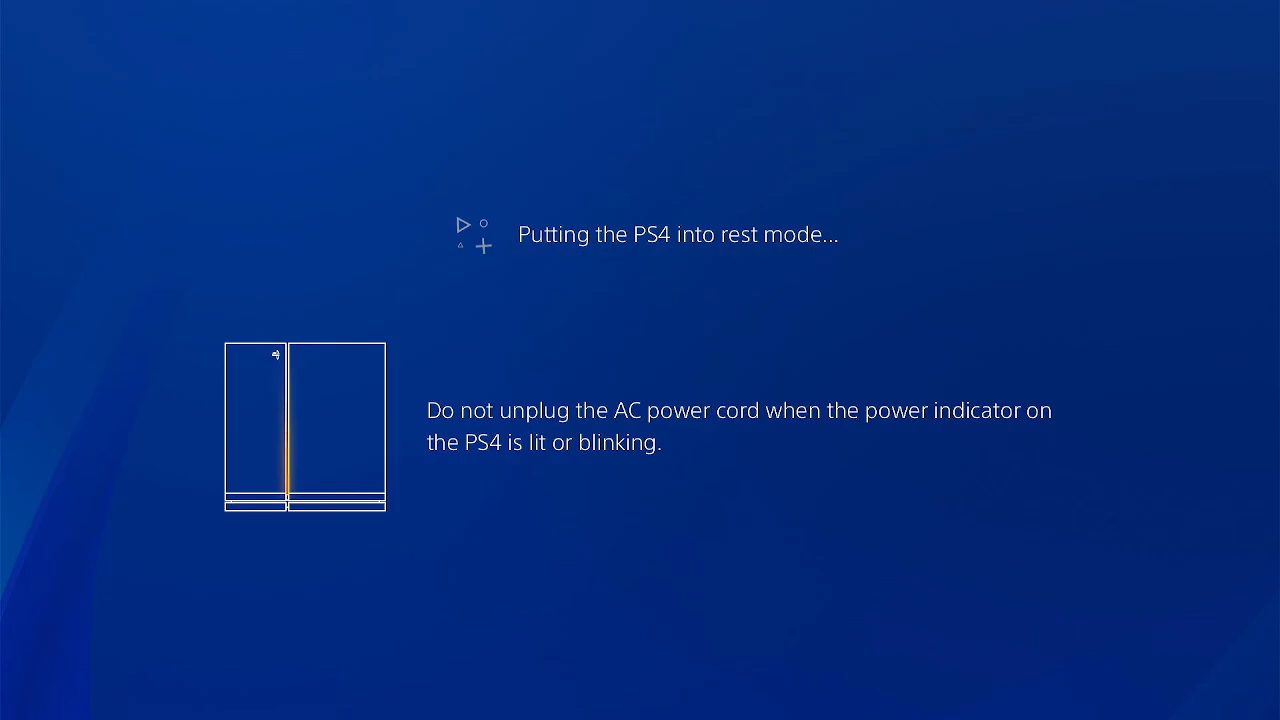 Putting the PS4 into rest mode...
Do not unplug the AC power cord when the power indicator on
the PS4 is lit or blinking.